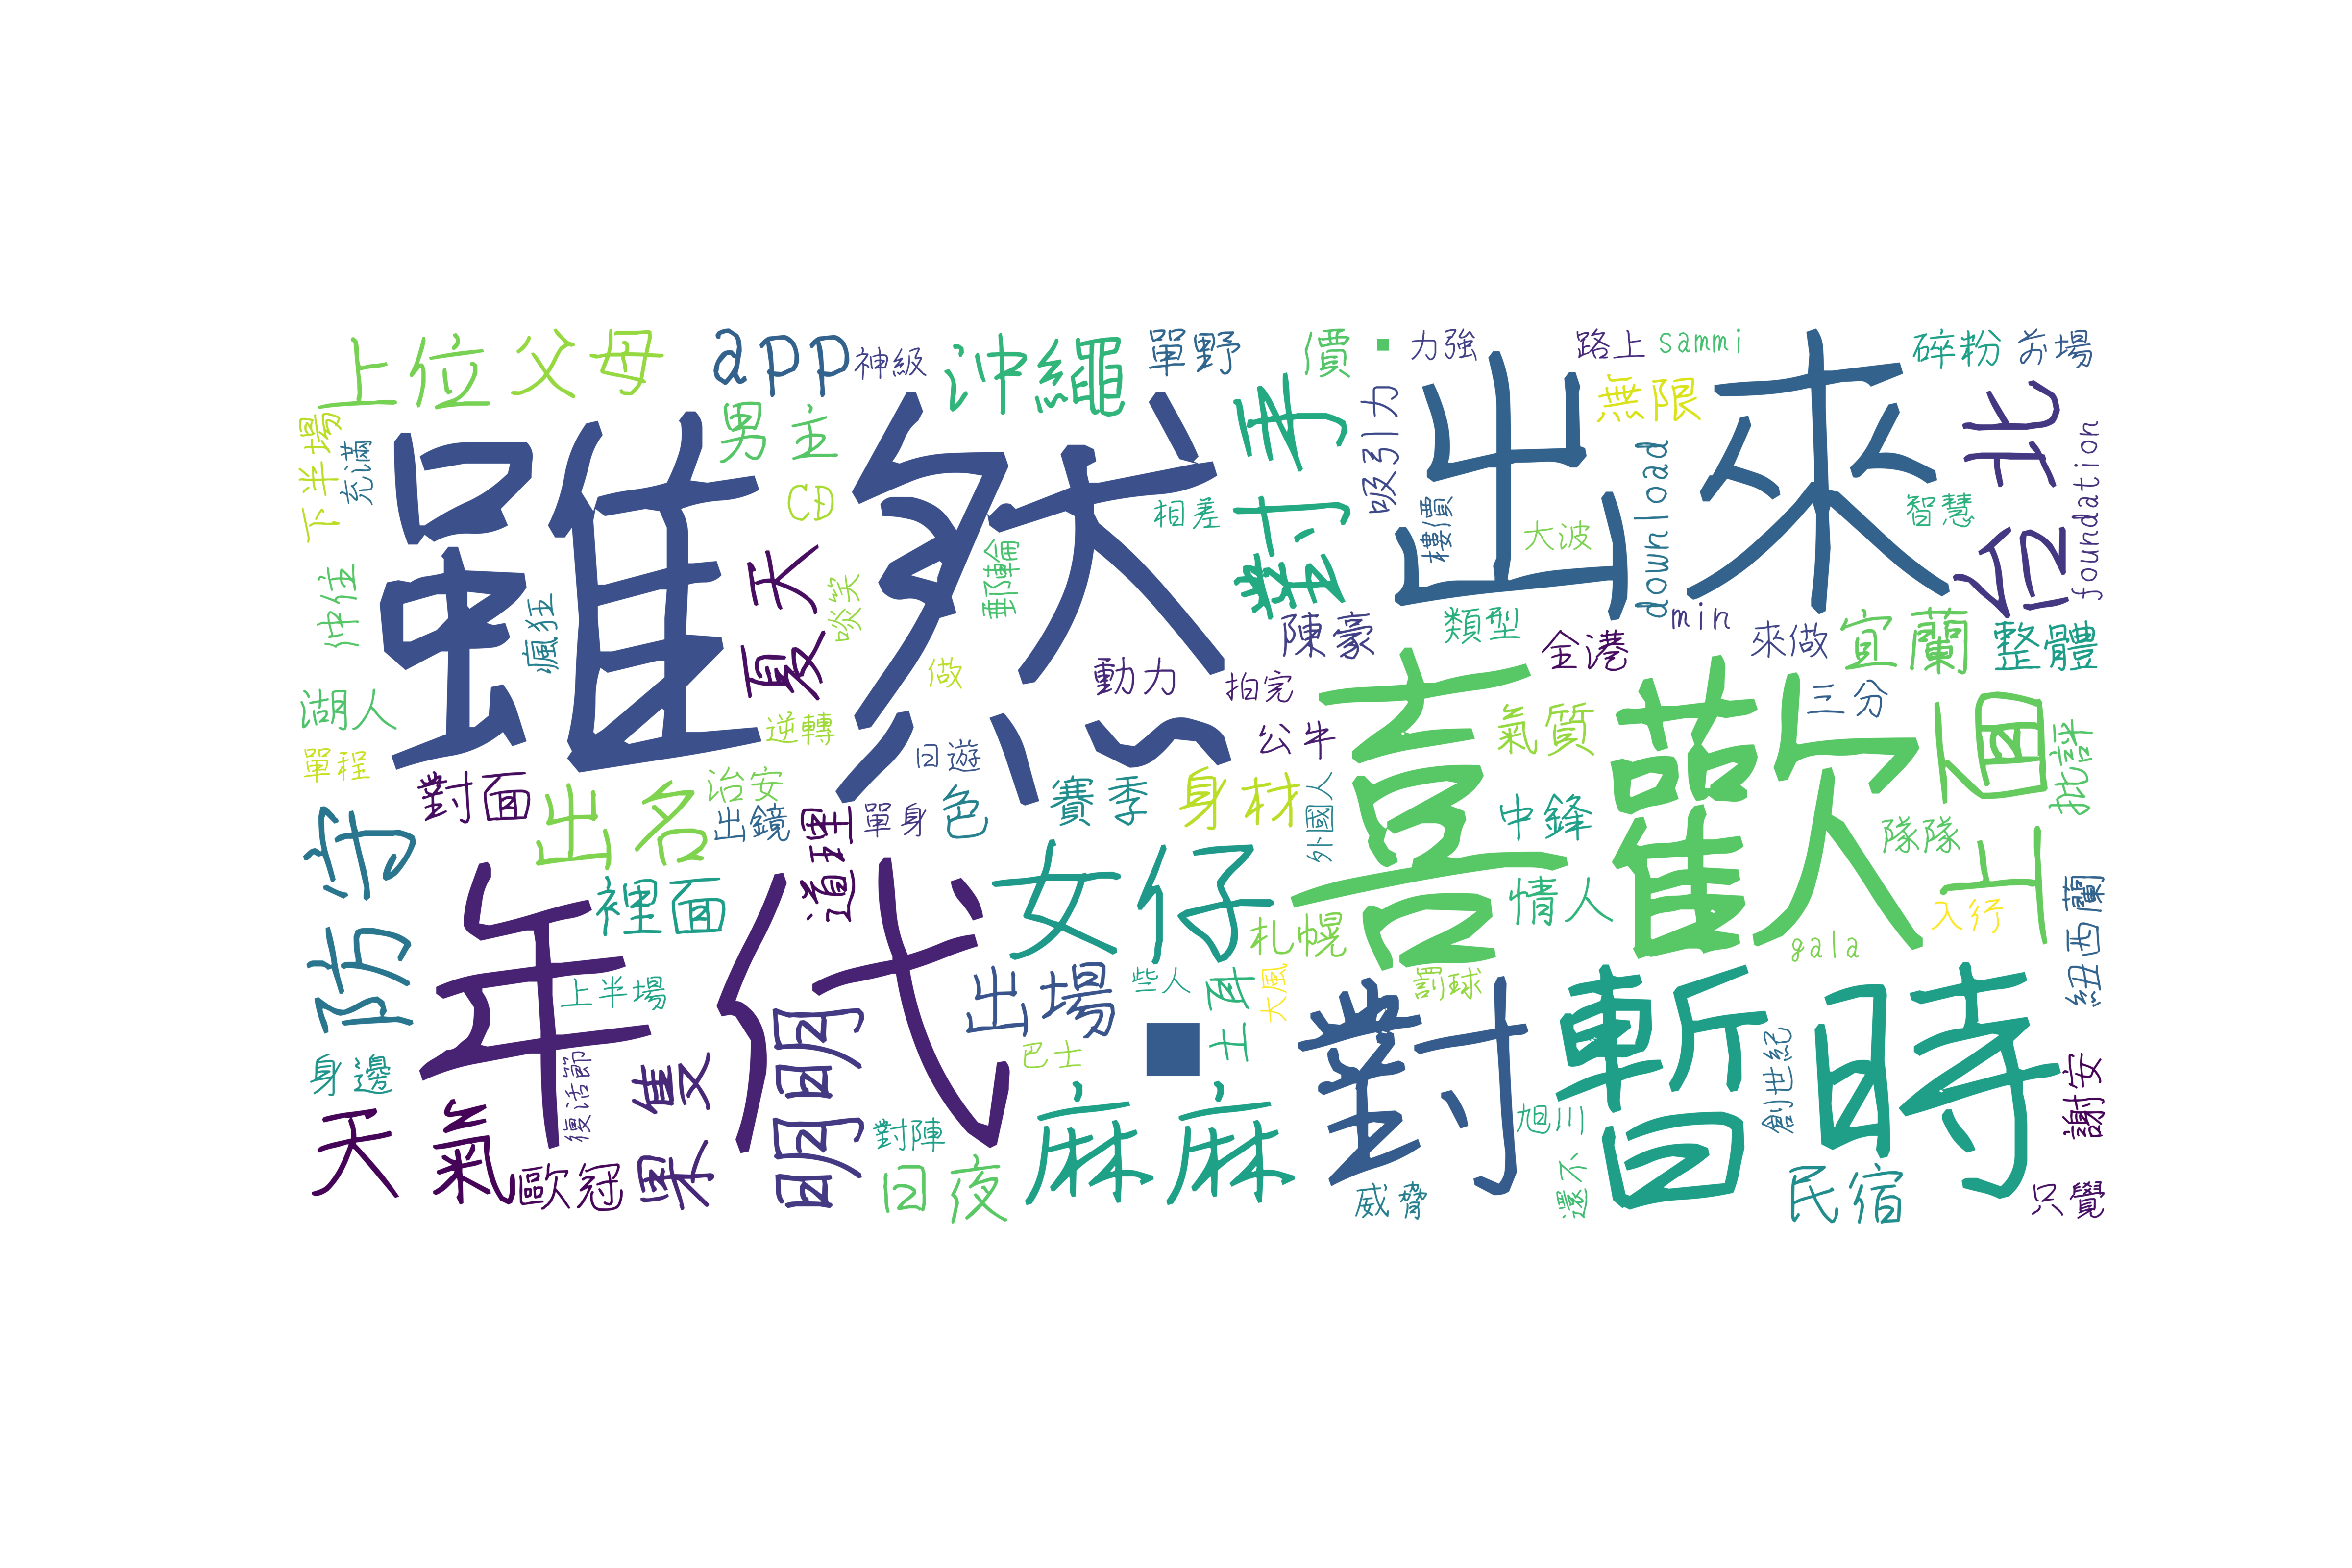 上位
父母
app
神級
沖繩
單野
價
力強
路上
sammi
碎粉
前場
下半場
充滿
男主
CD
雖然
相差
對才
吸引力
樓價
出來
大波
無限
download
智慧
台北
foundation
沖住
瘋狂
夏天
啖笑
做
動力
陳豪
拍完
類型
全港
min
來做
宜蘭
整體
湖人
單程
逆轉
日遊
公牛
喜歡
氣質
三分
個
批評
對面
出名
治安
出鏡
道理
單身
色
賽季
身材
外國人
中鋒
隊隊
防守
裡面
年代
女仔
札幌
情人
上
入行
gala
紐西蘭
上半場
明明
出場
些人
大風
罰球
巴士
對
暫時
創世紀
身邊
復活節
果隻
對陣
麻麻
旭川
謝安
天氣
歐冠
日夜
威脅
還不
民宿
只覺